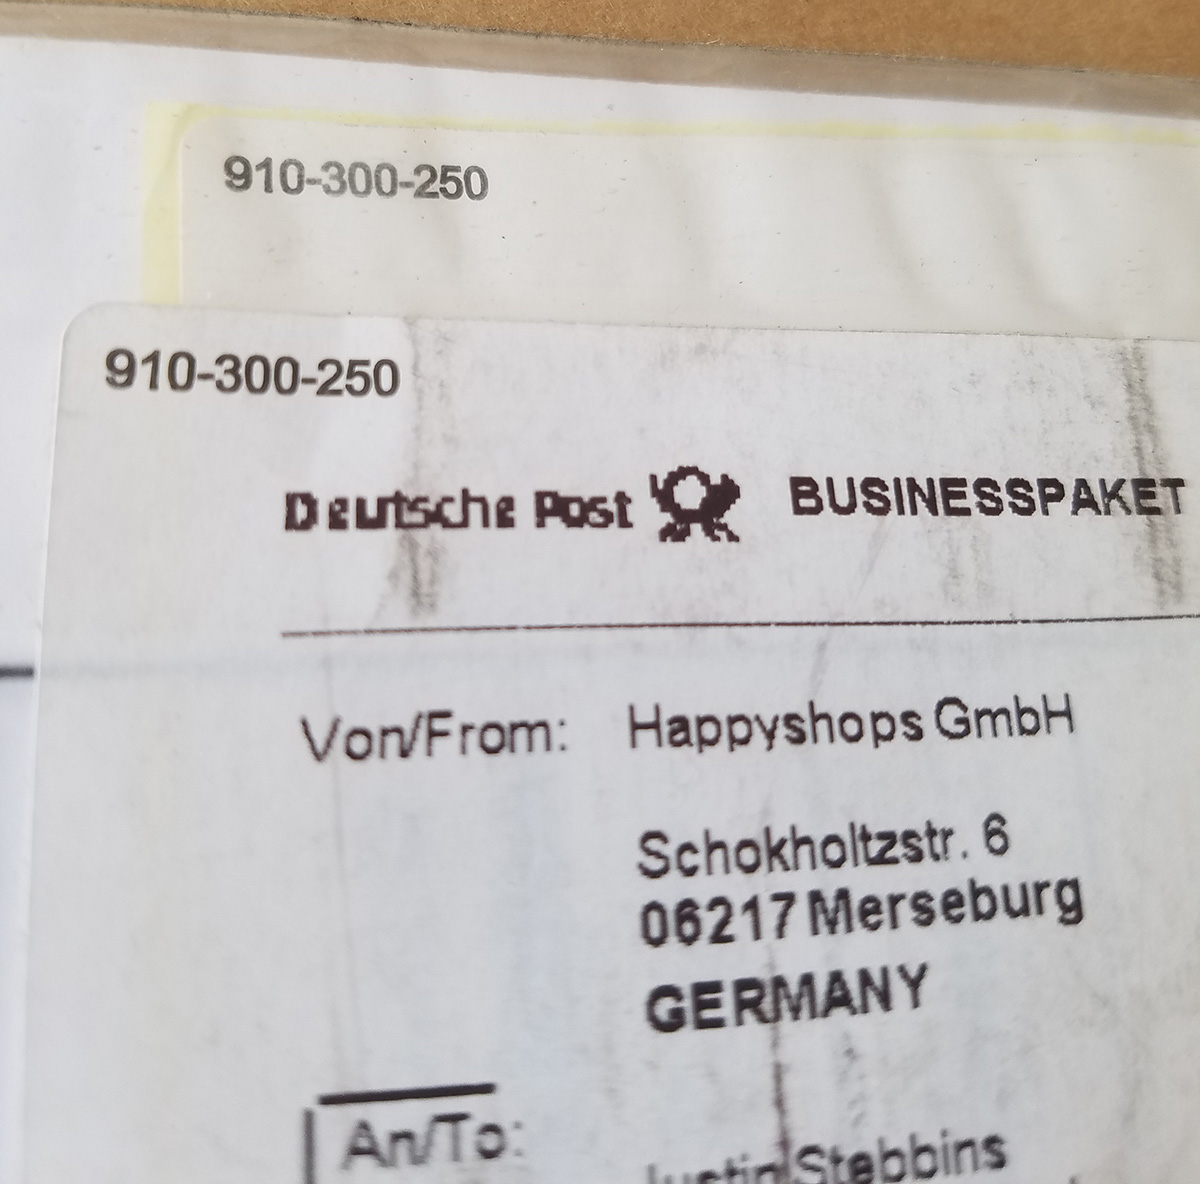 910-300-250
910-300-250
Deutsche Post BUSINESSPAKET
Von/From: Happyshops GmbH
Schokholtzstr. 6
06217 Merseburg
GERMANY
An/To: Justin Stebbins